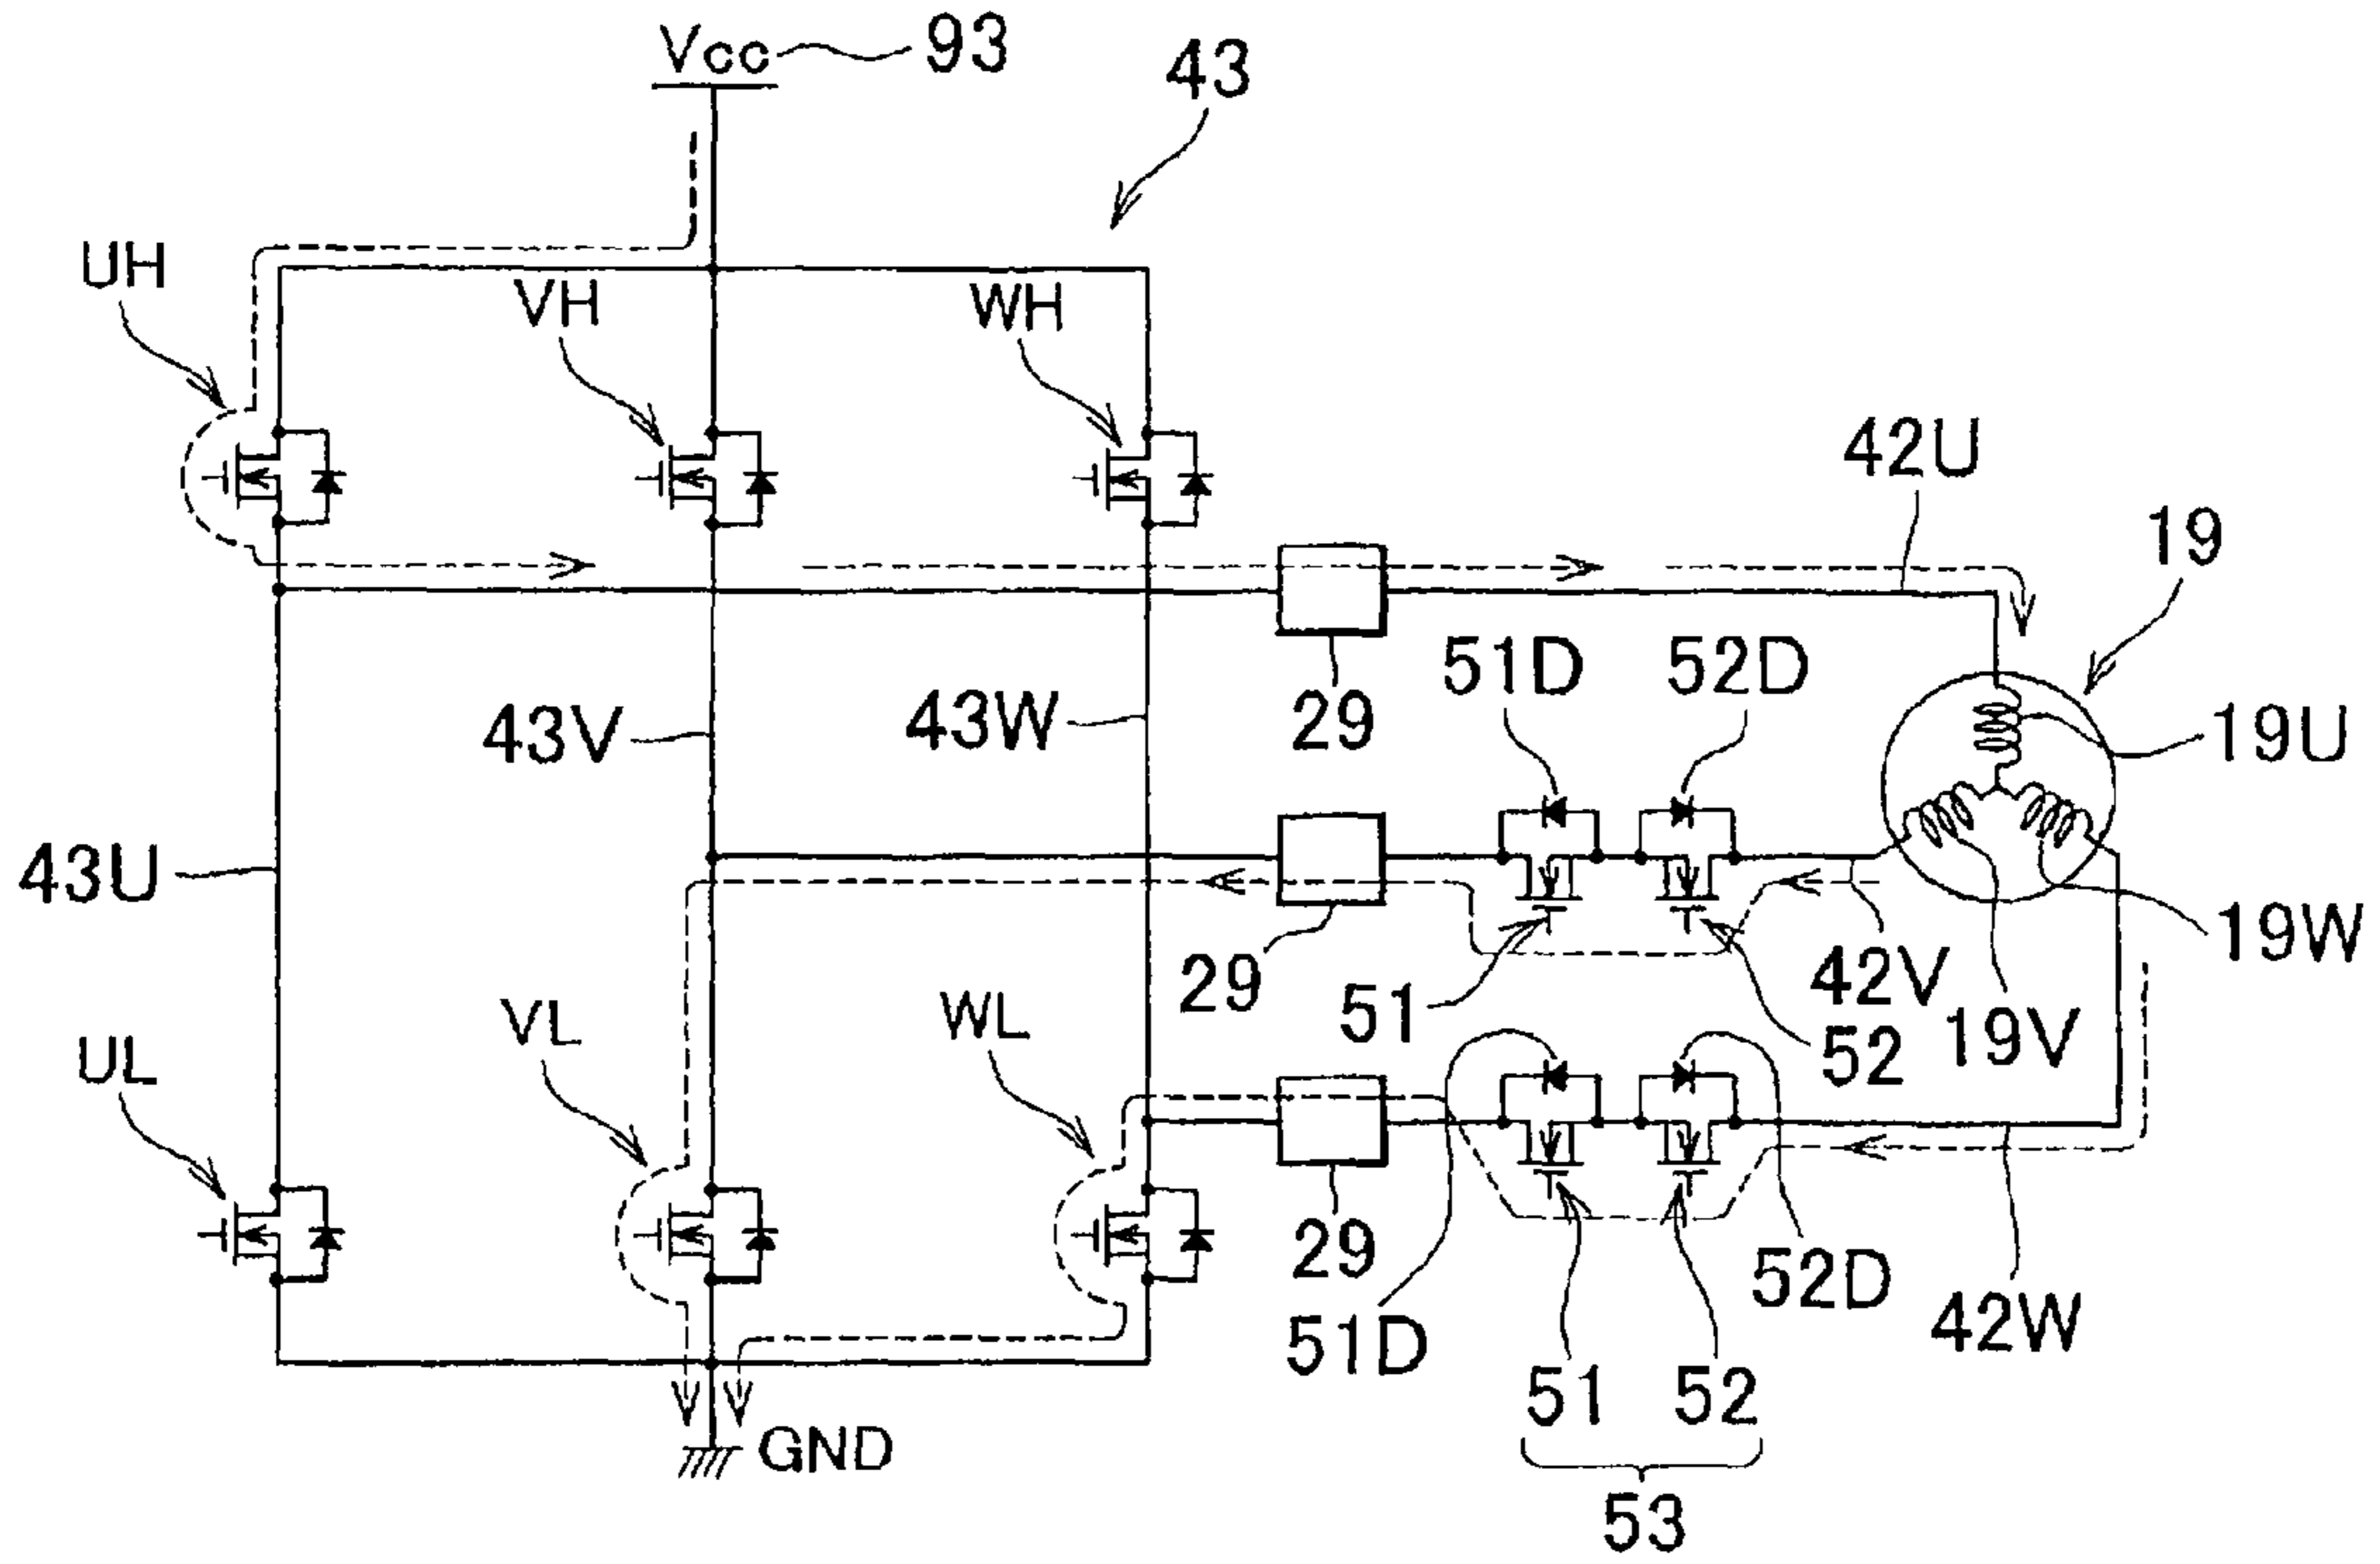 Vcc 93
43
UH
VH
WH
42U
19
51D 52D
29
43V
43W
19U
43U
19W
29
51
42V
52
19V
VL
WL
UL
29
52D
51D
42W
51 52
GND
53